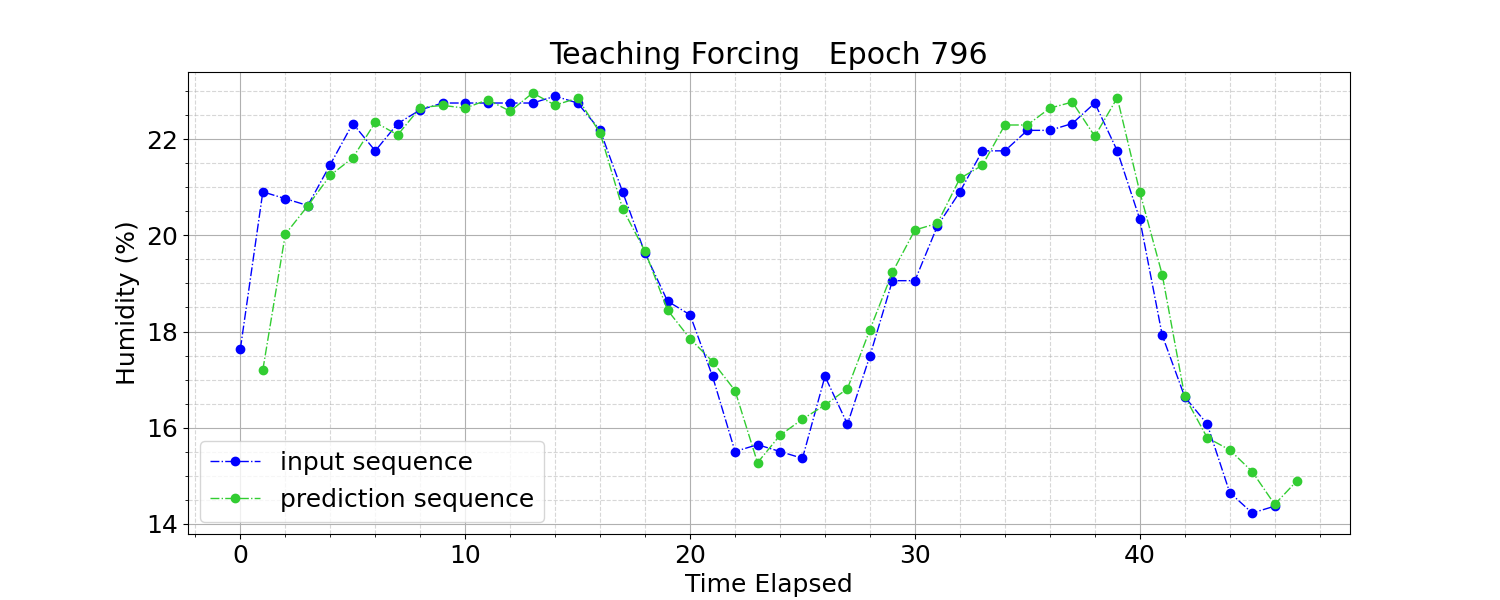 Teaching Forcing   Epoch 796
Humidity (%)
22
20
18
16
14
input sequence
prediction sequence
0 10 20 30 40
Time Elapsed